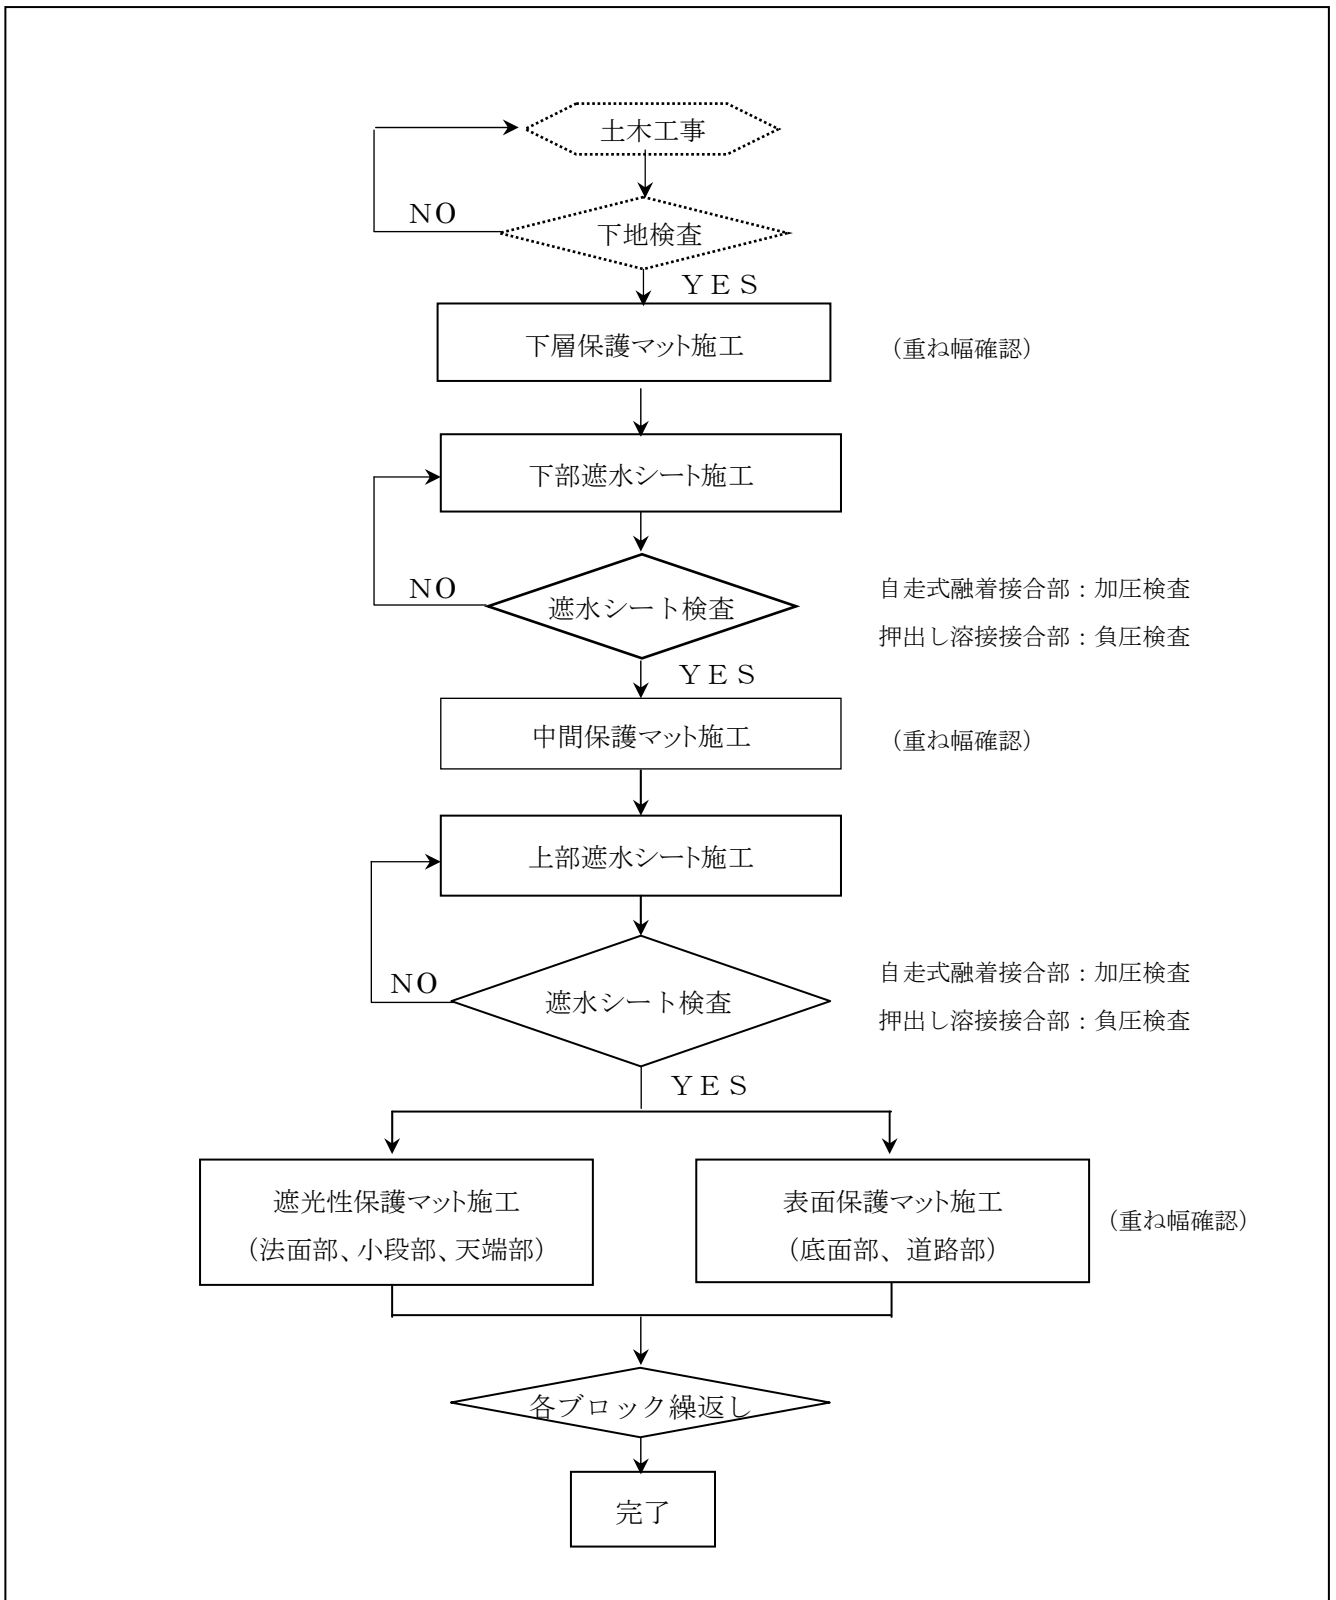 土木工事
NO
下地検査
ＹＥＳ
下層保護マット施工
（重ね幅確認）
下部遮水シート施工
NO
遮水シート検査
自走式融着接合部：加圧検査
押出し溶接接合部：負圧検査
ＹＥＳ
中間保護マット施工
（重ね幅確認）
上部遮水シート施工
NO
遮水シート検査
自走式融着接合部：加圧検査
押出し溶接接合部：負圧検査
ＹＥＳ
遮光性保護マット施工
（法面部、小段部、天端部）
表面保護マット施工
（底面部、道路部）
（重ね幅確認）
各ブロック繰返し
完了